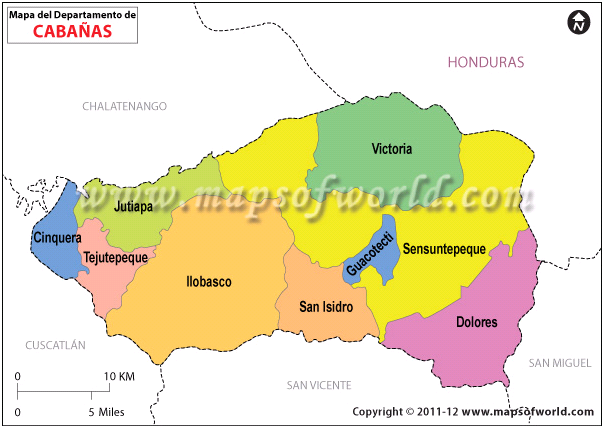 Mapa del Departamento de
CABAÑAS
N
HONDURAS
CHALATENANGO
Victoria
www.mapsofworld.com
Jutiapa
Cinquera
Tejutepeque
Guacotecti
Sensuntepeque
Ilobasco
San Isidro
Dolores
CUSCATLÁN
SAN MIGUEL
SAN VICENTE
0 10 KM
0 5 Miles
Copyright © 2011-12 www.mapsofworld.com